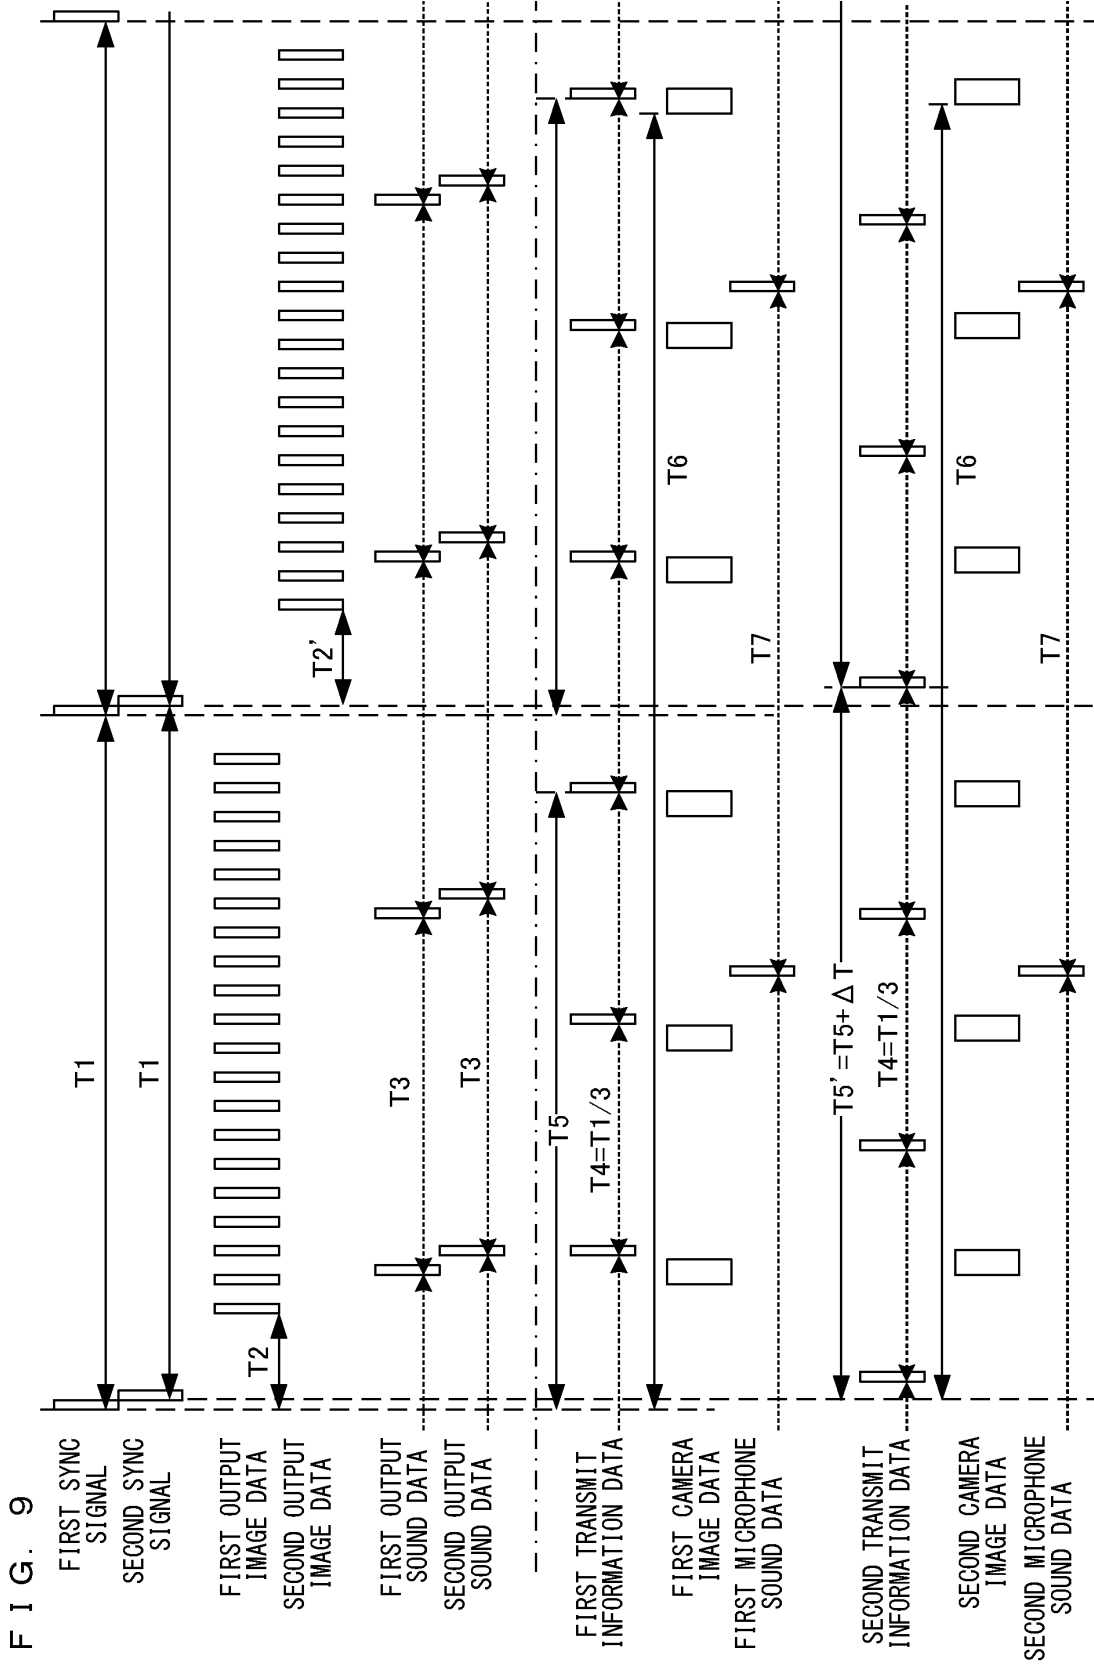 FIG. 9
FIRST SYNC
SIGNAL
T1
SECOND SYNC
SIGNAL
T1
FIRST OUTPUT
IMAGE DATA
T2
SECOND OUTPUT
IMAGE DATA
T2'
FIRST OUTPUT
SOUND DATA
T3
SECOND OUTPUT
SOUND DATA
T3
T5
FIRST TRANSMIT
INFORMATION DATA
T4=T1/3
FIRST CAMERA
IMAGE DATA
T6
FIRST MICROPHONE
SOUND DATA
T7
T5'=T5+ΔT
SECOND TRANSMIT
INFORMATION DATA
T4=T1/3
SECOND CAMERA
IMAGE DATA
T6
SECOND MICROPHONE
SOUND DATA
T7